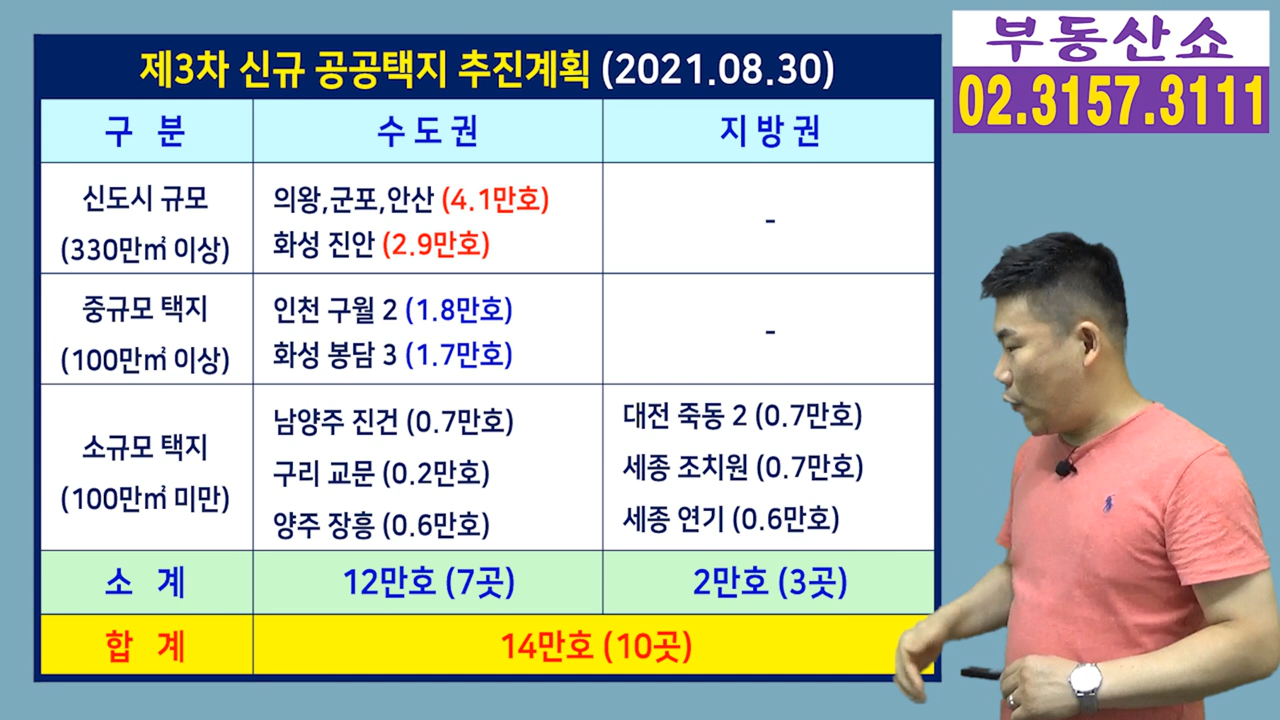 제3차 신규 공공택지 추진계획 (2021.08.30)
부동산쇼
02.3157.3111
구 분 수도권 지방권
신도시 규모
(330만㎡ 이상)
의왕,군포,안산 (4.1만호)
화성 진안 (2.9만호)
-
중규모 택지
(100만㎡ 이상)
인천 구월 2 (1.8만호)
화성 봉담 3 (1.7만호)
-
소규모 택지
(100만㎡ 미만)
남양주 진건 (0.7만호)
구리 교문 (0.2만호)
양주 장흥 (0.6만호)
대전 죽동 2 (0.7만호)
세종 조치원 (0.7만호)
세종 연기 (0.6만호)
소 계 12만호 (7곳) 2만호 (3곳)
합 계 14만호 (10곳)